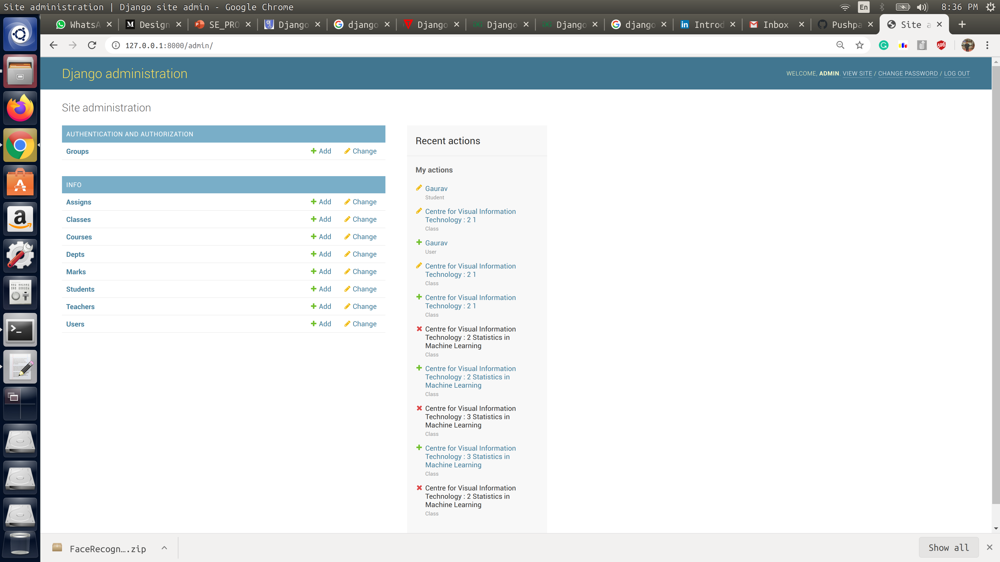 Site administration | Django site admin - Google Chrome
En
8:36 PM
WhatsA
Design
SE_PRO
Django
django
Django
Django
Django
django
Introd
Inbox
Pushpa
Site a
127.0.0.1:8000/admin/
Django administration
WELCOME, ADMIN. VIEW SITE / CHANGE PASSWORD / LOG OUT
Site administration
AUTHENTICATION AND AUTHORIZATION
Groups Add Change
INFO
Assigns Add Change
Classes Add Change
Courses Add Change
Depts Add Change
Marks Add Change
Students Add Change
Teachers Add Change
Users Add Change
Recent actions
My actions
Gaurav
Student
Centre for Visual Information
Technology : 2 1
Class
Gaurav
User
Centre for Visual Information
Technology : 2 1
Class
Centre for Visual Information
Technology : 2 1
Class
Centre for Visual Information
Technology : 2 Statistics in
Machine Learning
Class
Centre for Visual Information
Technology : 2 Statistics in
Machine Learning
Class
Centre for Visual Information
Technology : 3 Statistics in
Machine Learning
Class
Centre for Visual Information
Technology : 3 Statistics in
Machine Learning
Class
Centre for Visual Information
Technology : 2 Statistics in
Machine Learning
Class
FaceRecogn….zip
Show all